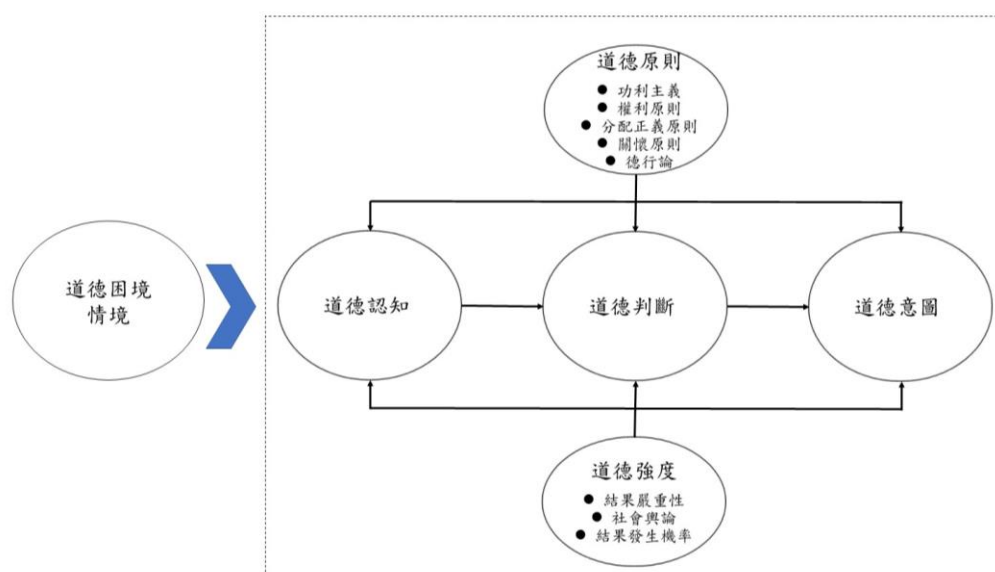 道德原則
● 功利主義
● 權利原則
● 分配正義原則
● 關懷原則
● 德行論
道德困境
情境
道德認知
道德判斷
道德意圖
道德強度
● 結果嚴重性
● 社會輿論
● 結果發生機率